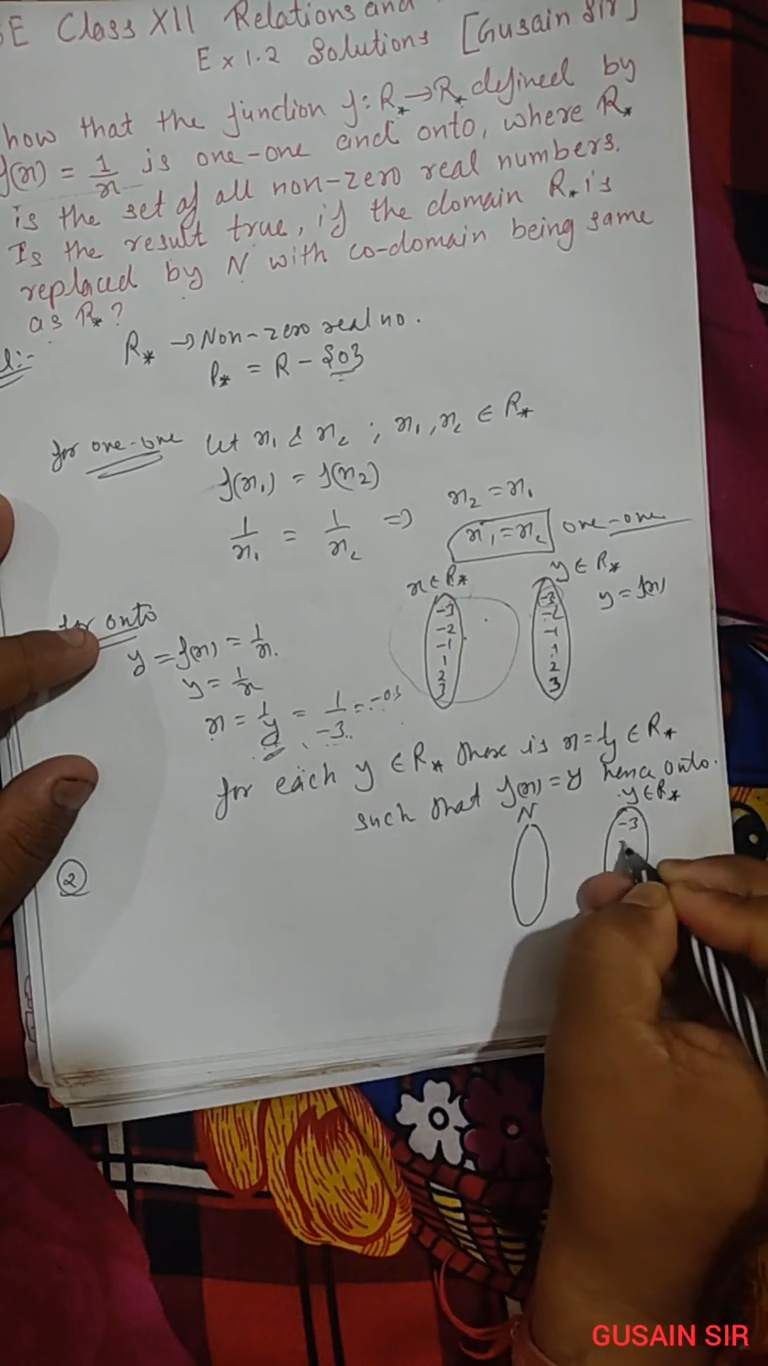 E Class XII Relations and
Ex 1.2 Solutions [Gusain Sir]
how that the function f: R* → R* defined by
f(x) = 1/x is one-one and onto, where R*
is the set of all non-zero real numbers.
Is the result true, if the domain R* is
replaced by N with co-domain being same
as R*?
R* → Non-zero real no.
R* = R - {0}
for one-one let x₁ & x₂ ; x₁, x₂ ∈ R*
f(x₁) = f(x₂)
1/x₁ = 1/x₂ ⇒ x₂ = x₁
x₁ = x₂ one-one
for onto
x ∈ R*
y ∈ R*
y = f(x)
-3
-2
-1
1
2
3
-3
-2
-1
1
2
3
y = f(x) = 1/x.
y = 1/x
x = 1/y = 1/-3 =
for each y ∈ R* there is x = 1/y ∈ R*
such that f(x) = y hence onto.
N
y ∈ R*
-3
②
GUSAIN SIR